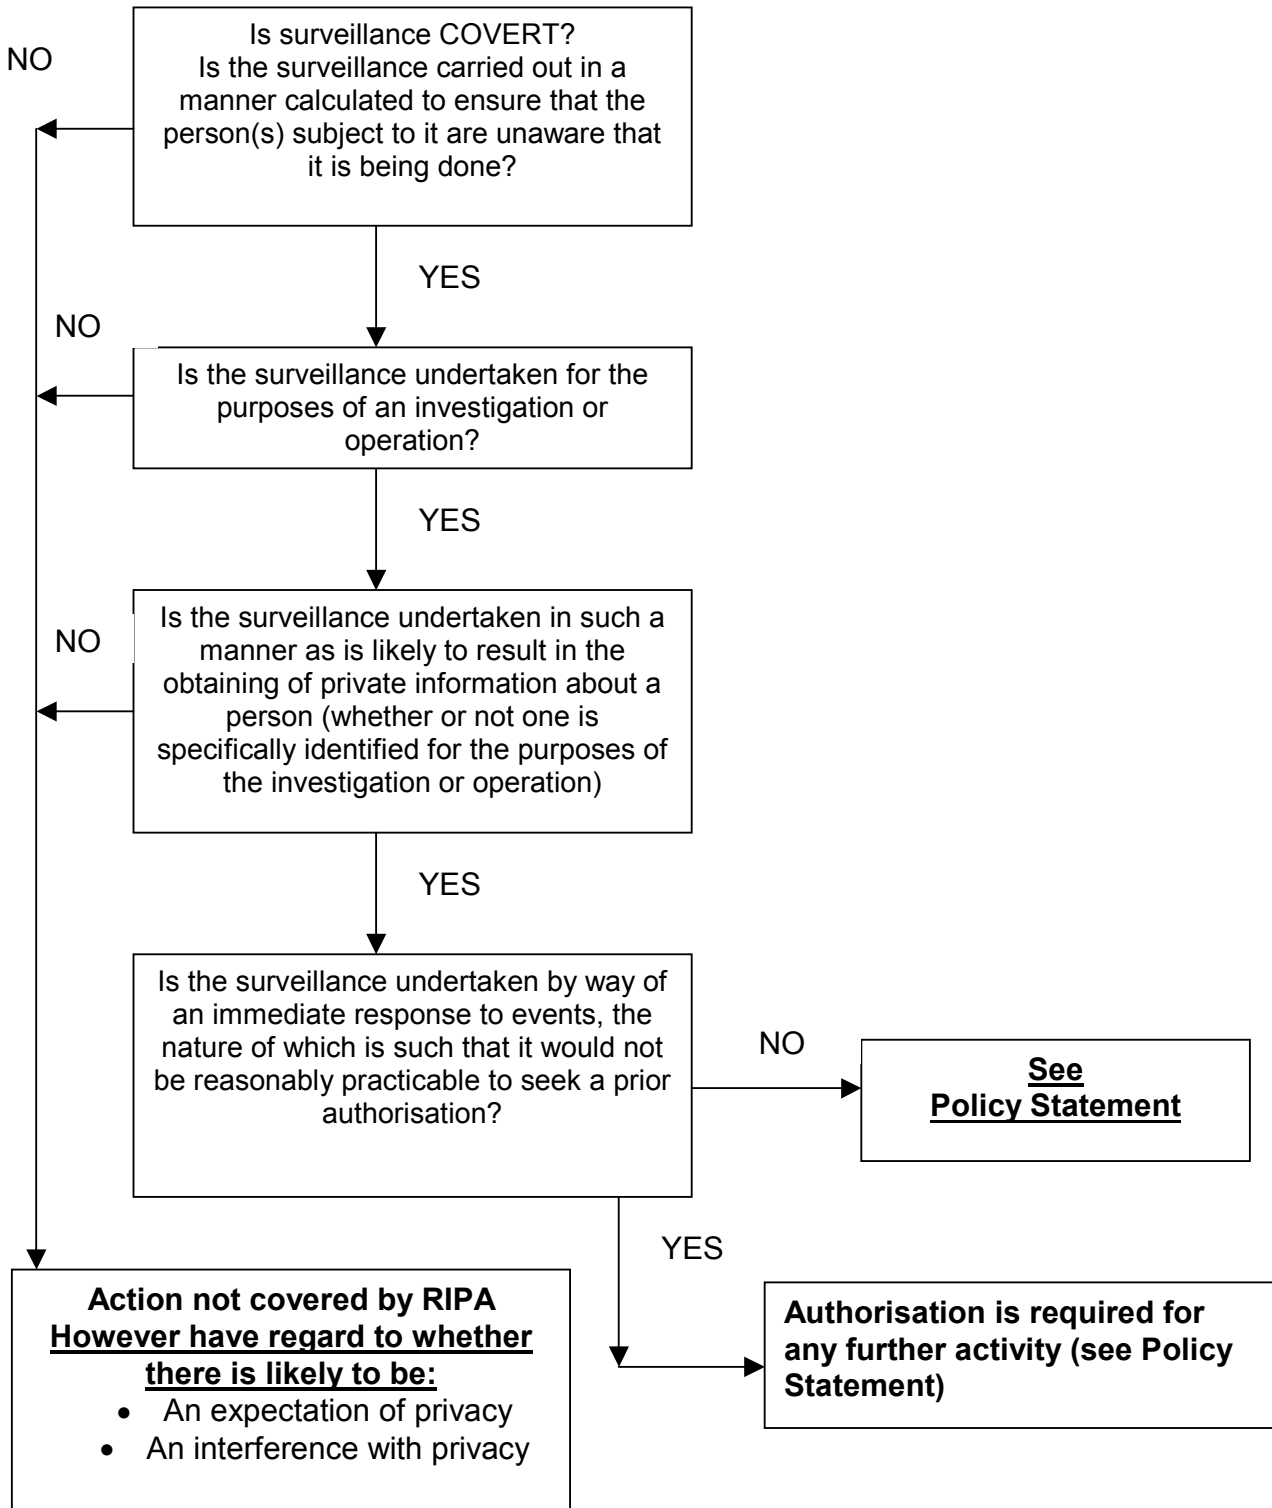 Is surveillance COVERT?
Is the surveillance carried out in a
manner calculated to ensure that the
person(s) subject to it are unaware that
it is being done?
NO
YES
NO
Is the surveillance undertaken for the
purposes of an investigation or
operation?
YES
NO
Is the surveillance undertaken in such a
manner as is likely to result in the
obtaining of private information about a
person (whether or not one is
specifically identified for the purposes of
the investigation or operation)
YES
Is the surveillance undertaken by way of
an immediate response to events, the
nature of which is such that it would not
be reasonably practicable to seek a prior
authorisation?
NO
See
Policy Statement
YES
Action not covered by RIPA
However have regard to whether
there is likely to be:
• An expectation of privacy
• An interference with privacy
Authorisation is required for
any further activity (see Policy
Statement)